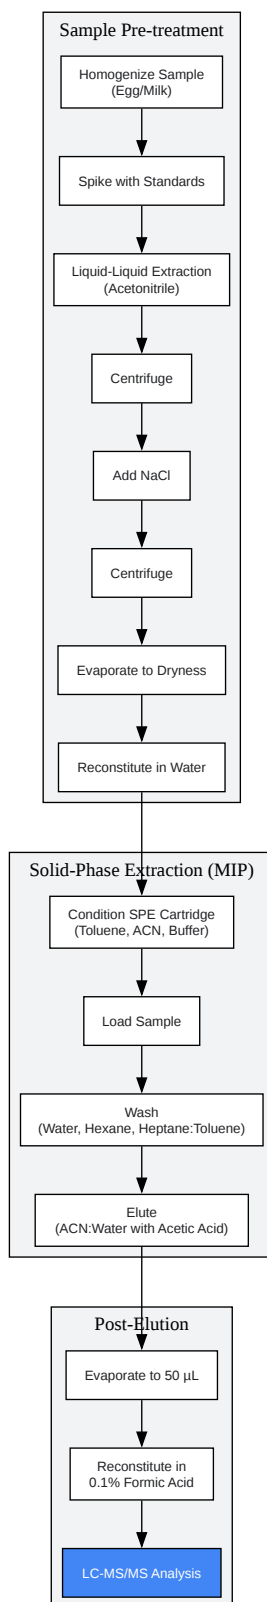 Sample Pre-treatment
Homogenize Sample
(Egg/Milk)
Spike with Standards
Liquid-Liquid Extraction
(Acetonitrile)
Centrifuge
Add NaCl
Centrifuge
Evaporate to Dryness
Reconstitute in Water
Solid-Phase Extraction (MIP)
Condition SPE Cartridge
(Toluene, ACN, Buffer)
Load Sample
Wash
(Water, Hexane, Heptane:Toluene)
Elute
(ACN:Water with Acetic Acid)
Post-Elution
Evaporate to 50 µL
Reconstitute in
0.1% Formic Acid
LC-MS/MS Analysis